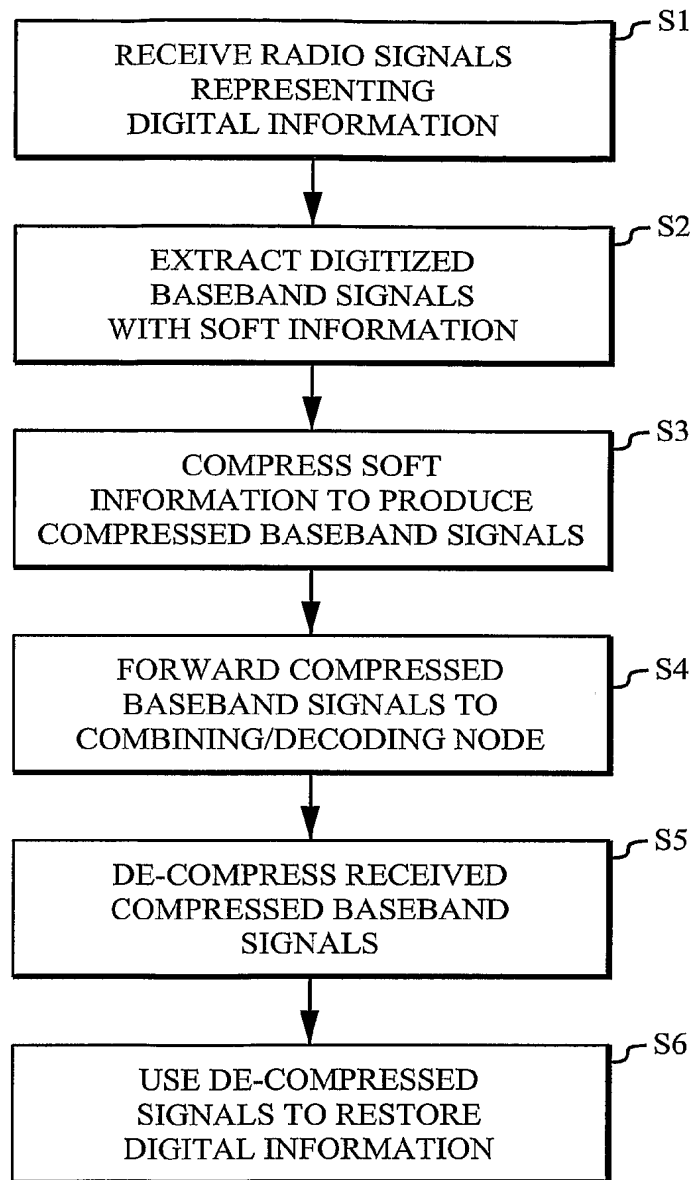 S1
RECEIVE RADIO SIGNALS
REPRESENTING
DIGITAL INFORMATION
S2
EXTRACT DIGITIZED
BASEBAND SIGNALS
WITH SOFT INFORMATION
S3
COMPRESS SOFT
INFORMATION TO PRODUCE
COMPRESSED BASEBAND SIGNALS
S4
FORWARD COMPRESSED
BASEBAND SIGNALS TO
COMBINING/DECODING NODE
S5
DE-COMPRESS RECEIVED
COMPRESSED BASEBAND
SIGNALS
S6
USE DE-COMPRESSED
SIGNALS TO RESTORE
DIGITAL INFORMATION